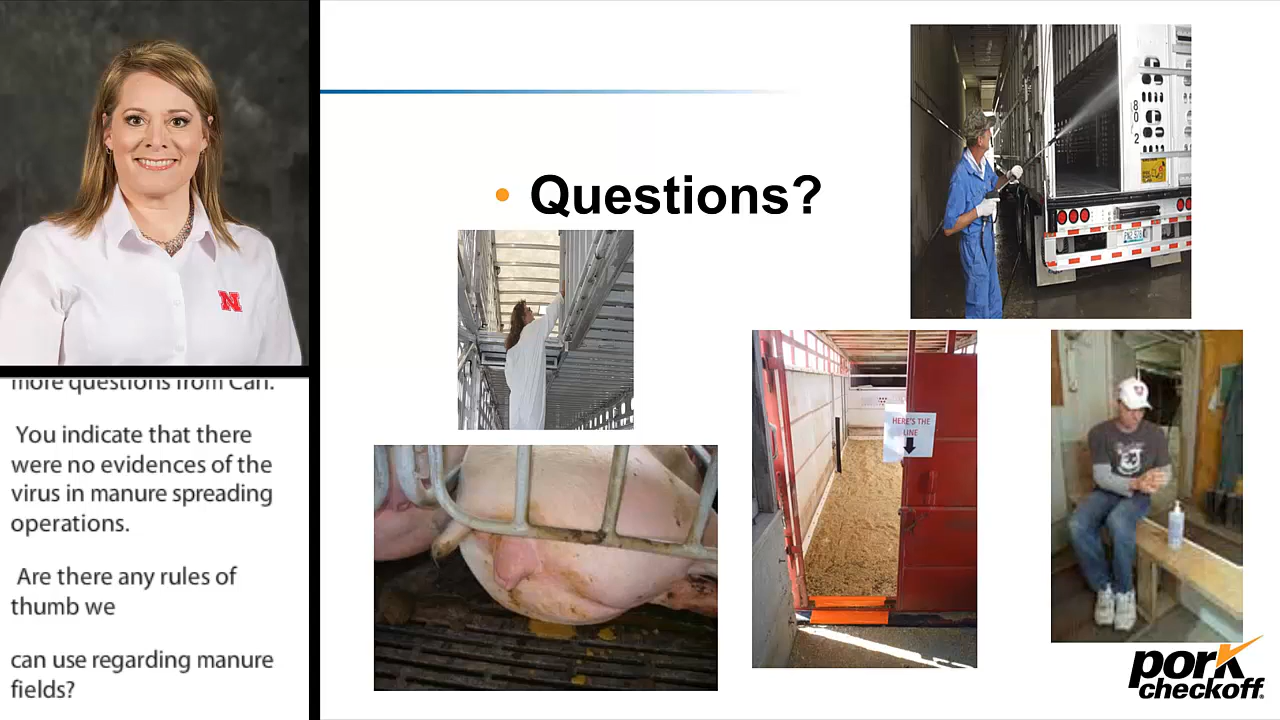 • Questions?
HERE'S THE
LINE
802
N
more questions from Carl.
You indicate that there
were no evidences of the
virus in manure spreading
operations.
Are there any rules of
thumb we
can use regarding manure
fields?
pork
checkoff